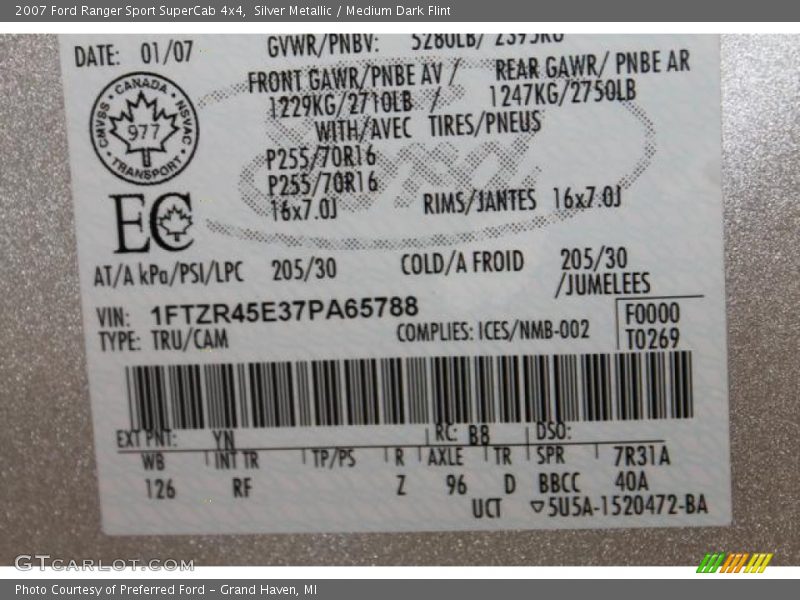 2007 Ford Ranger Sport SuperCab 4x4, Silver Metallic / Medium Dark Flint
DATE: 01/07 GVWR/PNBV: 5280LB/ 2395KG
FRONT GAWR/PNBE AV / REAR GAWR/ PNBE AR
1229KG/2710LB / 1247KG/2750LB
WITH/AVEC TIRES/PNEUS
P255/70R16
P255/70R16
16x7.0J RIMS/JANTES 16x7.0J
CMVSS · CANADA · NSVAC · TRANSPORT ·
977
EC
AT/A kPa/PSI/LPC 205/30 COLD/A FROID 205/30
/JUMELEES
VIN: 1FTZR45E37PA65788
TYPE: TRU/CAM COMPLIES: ICES/NMB-002
F0000
T0269
EXT PNT: YN RC: B8 DSO:
WB INT TR TP/PS R AXLE TR SPR 7R31A
126 RF Z 96 D BBCC 40A
UCT ▽5U5A-1520472-BA
GTCARLOT.COM
Photo Courtesy of Preferred Ford – Grand Haven, MI